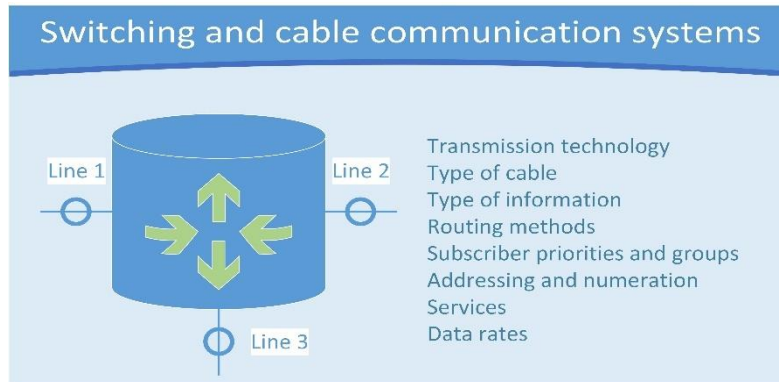 Switching and cable communication systems
Line 1
Line 2
Line 3
Transmission technology
Type of cable
Type of information
Routing methods
Subscriber priorities and groups
Addressing and numeration
Services
Data rates